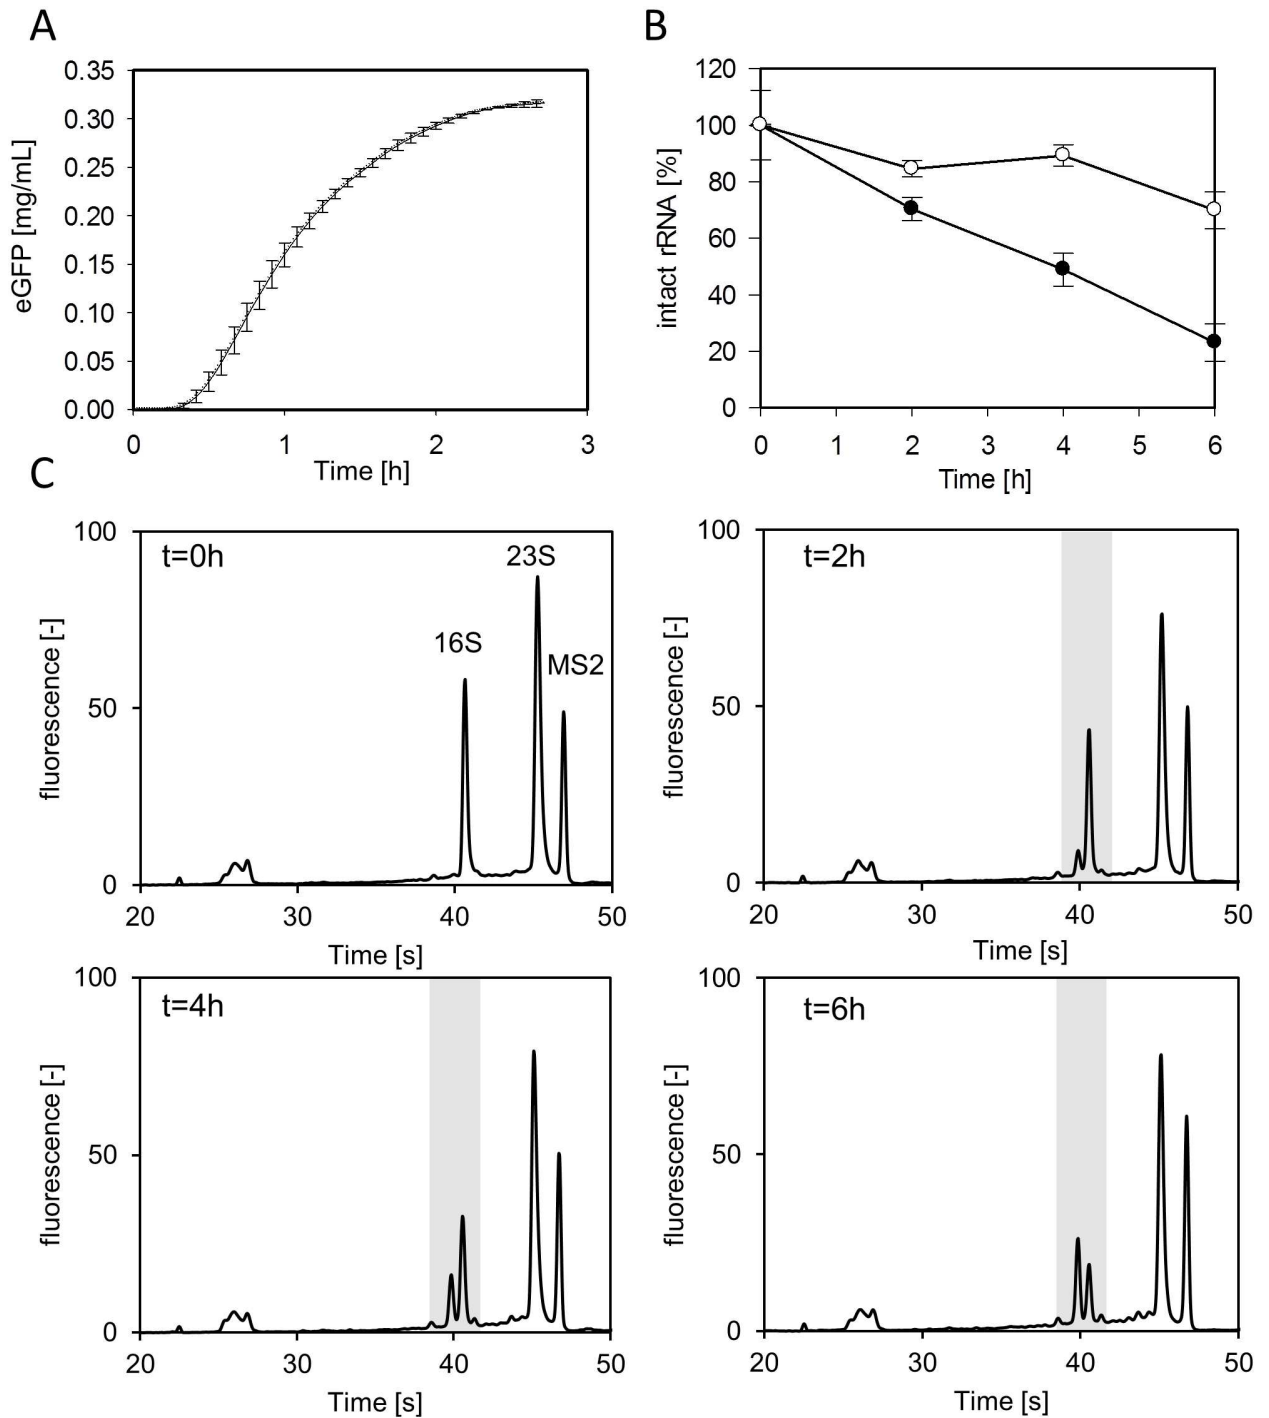 A
eGFP [mg/mL]
0.35
0.30
0.25
0.20
0.15
0.10
0.05
0.00
0 1 2 3
Time [h]
B
intact rRNA [%]
120
100
80
60
40
20
0
0 1 2 3 4 5 6
Time [h]
C
fluorescence [-]
100
50
0
t=0h
16S
23S
MS2
20 30 40 50
Time [s]
fluorescence [-]
100
50
0
t=2h
20 30 40 50
Time [s]
fluorescence [-]
100
50
0
t=4h
20 30 40 50
Time [s]
fluorescence [-]
100
50
0
t=6h
20 30 40 50
Time [s]